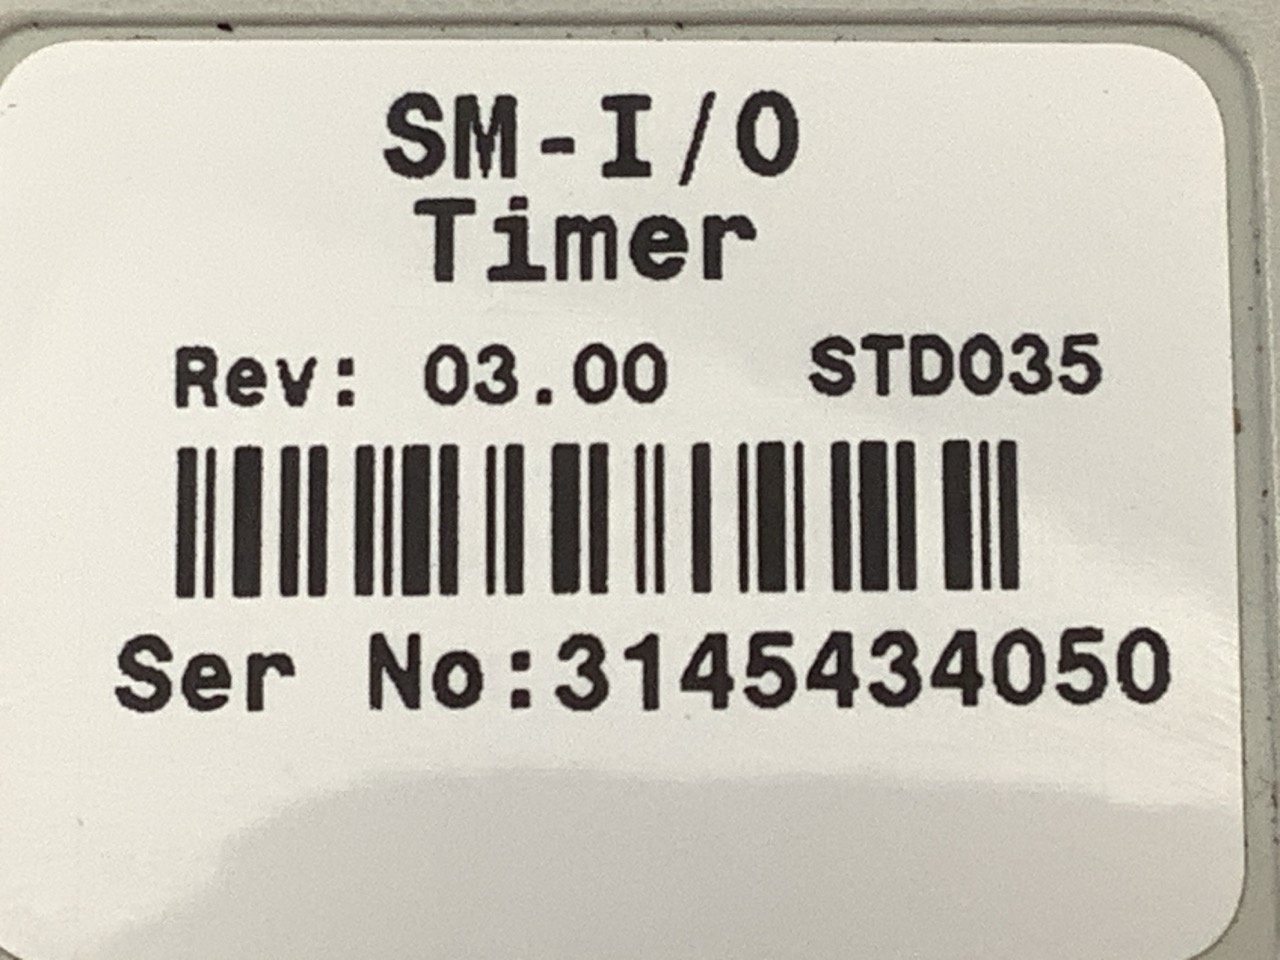 SM-I/O
Timer
Rev: 03.00 STD035
Ser No:3145434050